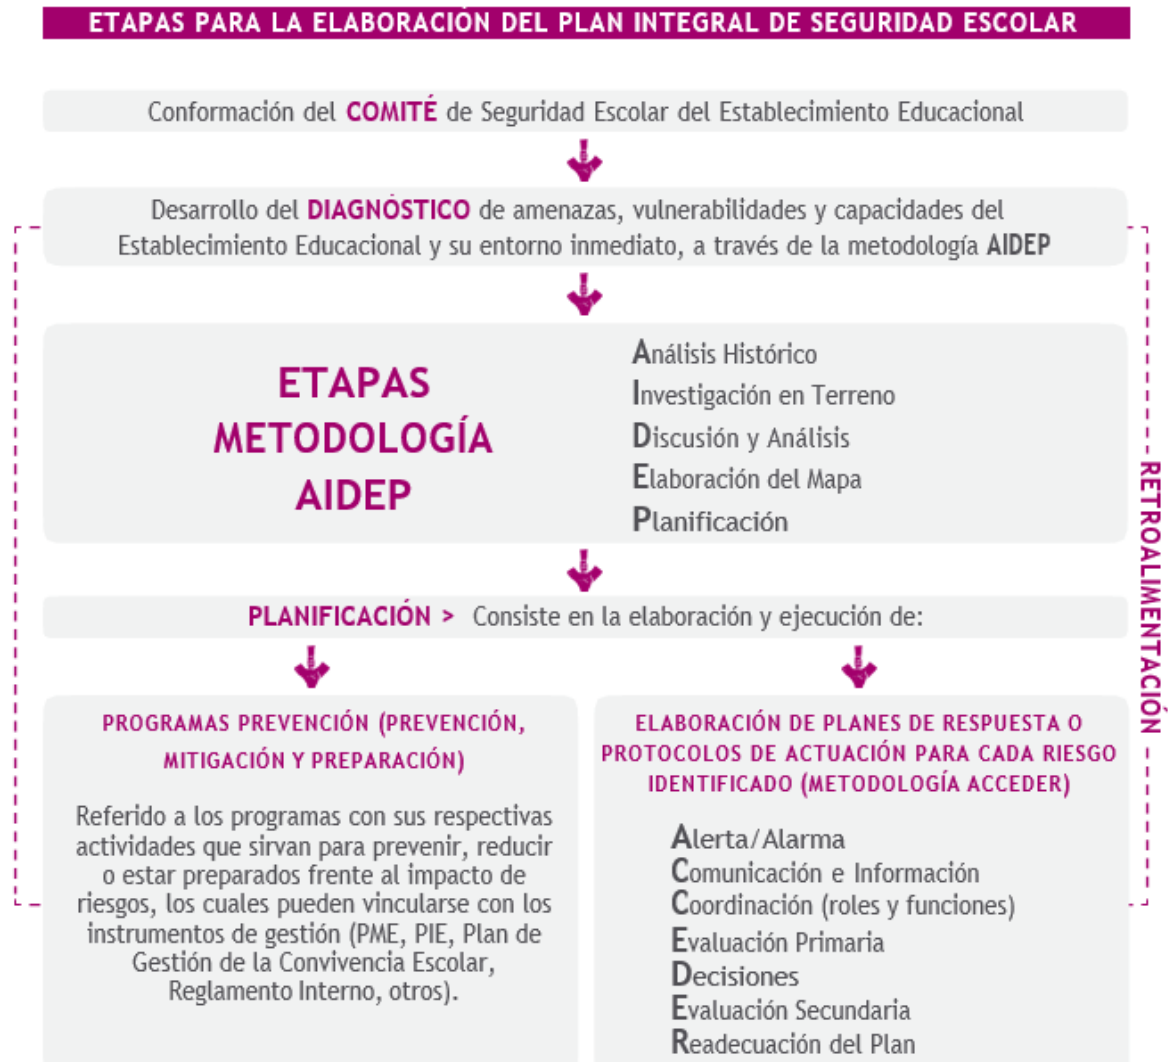 ETAPAS PARA LA ELABORACIÓN DEL PLAN INTEGRAL DE SEGURIDAD ESCOLAR
Conformación del COMITÉ de Seguridad Escolar del Establecimiento Educacional
Desarrollo del DIAGNÓSTICO de amenazas, vulnerabilidades y capacidades del
Establecimiento Educacional y su entorno inmediato, a través de la metodología AIDEP
ETAPAS
METODOLOGÍA
AIDEP
Análisis Histórico
Investigación en Terreno
Discusión y Análisis
Elaboración del Mapa
Planificación
PLANIFICACIÓN > Consiste en la elaboración y ejecución de:
PROGRAMAS PREVENCIÓN (PREVENCIÓN,
MITIGACIÓN Y PREPARACIÓN)
Referido a los programas con sus respectivas
actividades que sirvan para prevenir, reducir
o estar preparados frente al impacto de
riesgos, los cuales pueden vincularse con los
instrumentos de gestión (PME, PIE, Plan de
Gestión de la Convivencia Escolar,
Reglamento Interno, otros).
ELABORACIÓN DE PLANES DE RESPUESTA O
PROTOCOLOS DE ACTUACIÓN PARA CADA RIESGO
IDENTIFICADO (METODOLOGÍA ACCEDER)
Alerta/Alarma
Comunicación e Información
Coordinación (roles y funciones)
Evaluación Primaria
Decisiones
Evaluación Secundaria
Readecuación del Plan
RETROALIMENTACIÓN